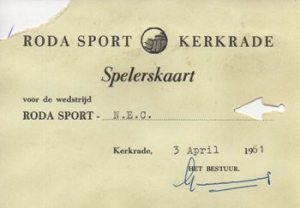 RODA SPORT KERKRADE
Spelerskaart
voor de wedstrijd
RODA SPORT - N.E.C.
Kerkrade, 3 April 1961
HET BESTUUR.